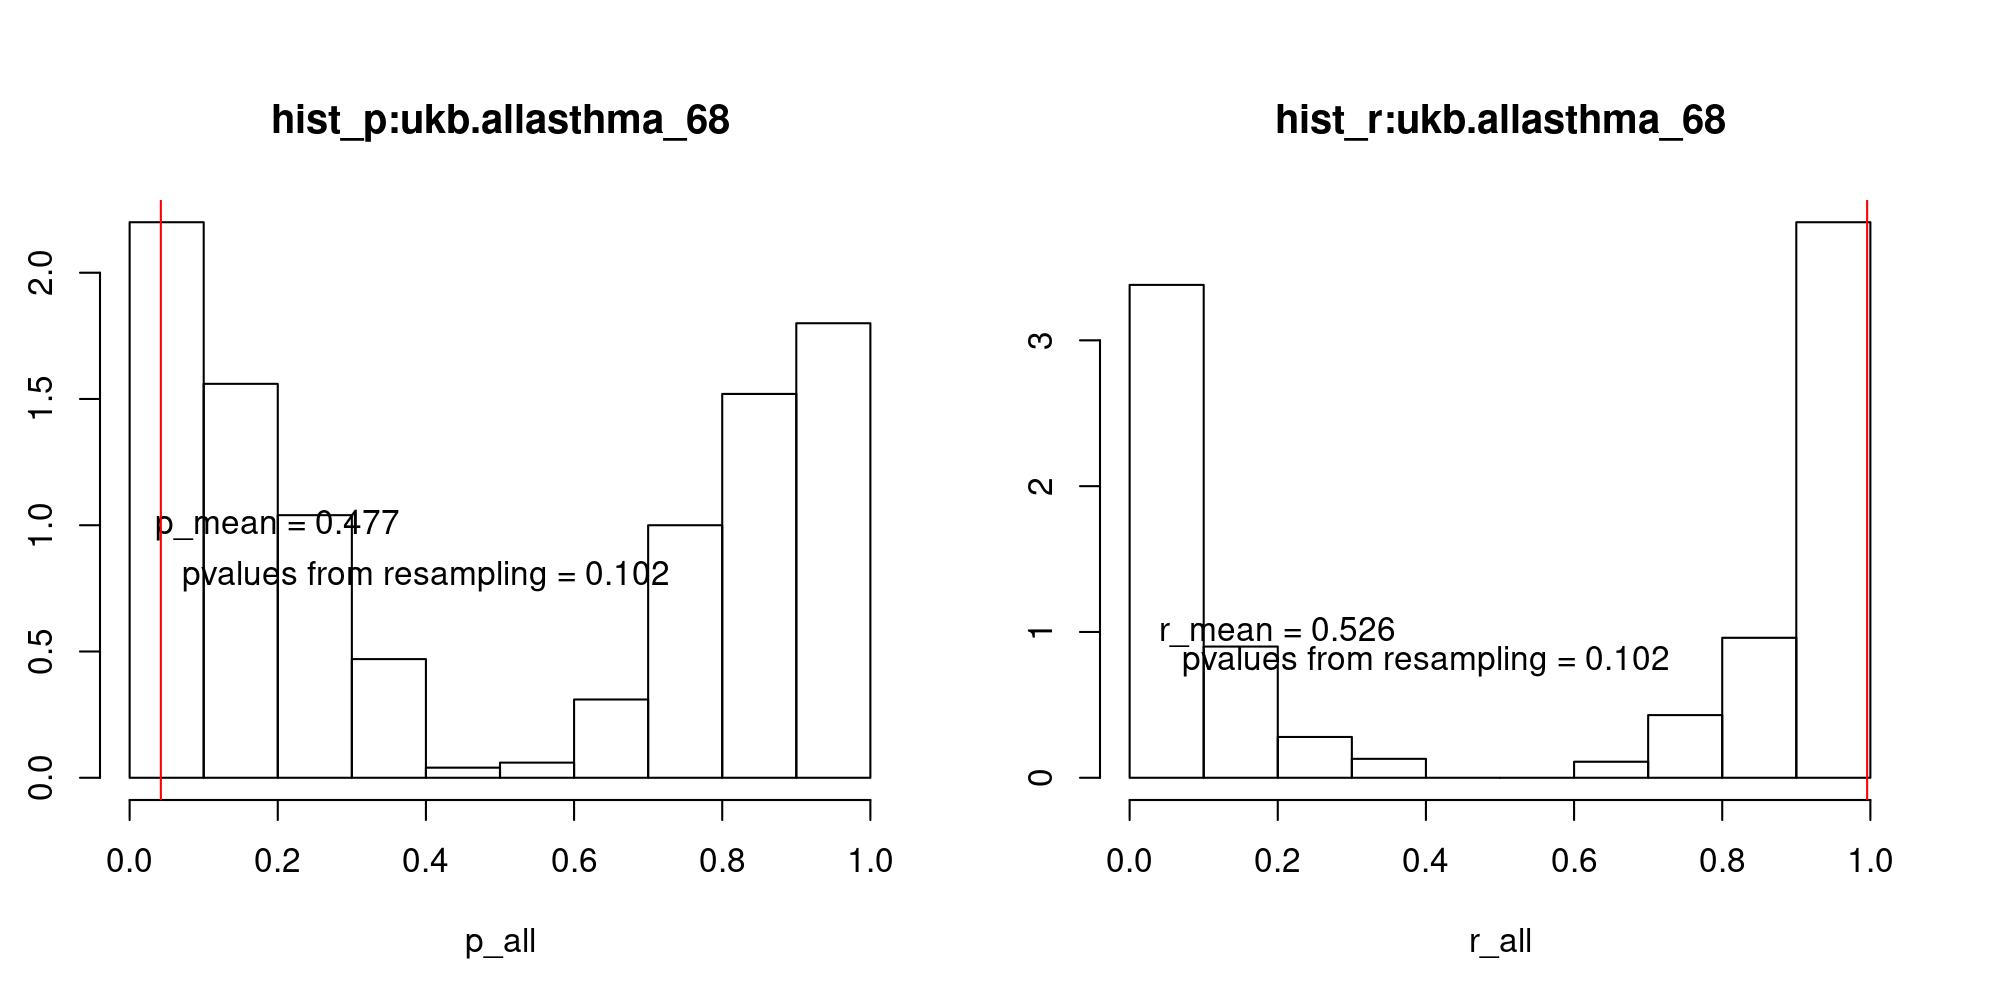 hist_p:ukb.allasthma_68
2.0
1.5
1.0
0.5
0.0
p_mean = 0.477
pvalues from resampling = 0.102
0.0 0.2 0.4 0.6 0.8 1.0
p_all
hist_r:ukb.allasthma_68
3
2
1
0
r_mean = 0.526
pvalues from resampling = 0.102
0.0 0.2 0.4 0.6 0.8 1.0
r_all